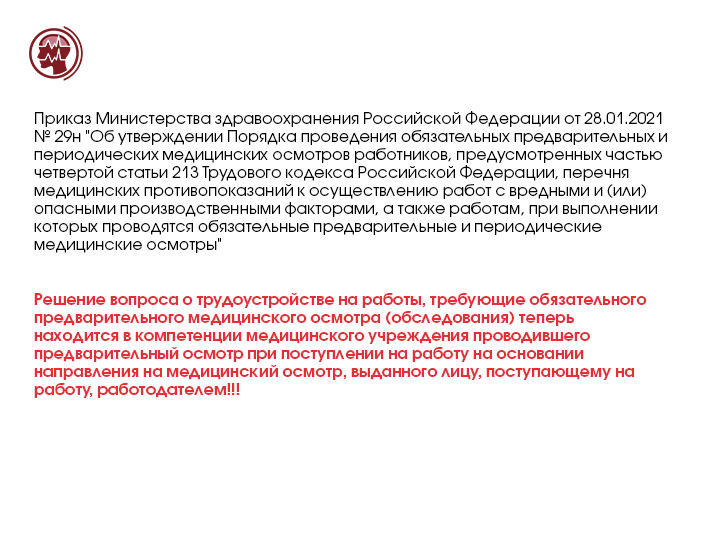 Приказ Министерства здравоохранения Российской Федерации от 28.01.2021
№ 29н "Об утверждении Порядка проведения обязательных предварительных и
периодических медицинских осмотров работников, предусмотренных частью
четвертой статьи 213 Трудового кодекса Российской Федерации, перечня
медицинских противопоказаний к осуществлению работ с вредными и (или)
опасными производственными факторами, а также работам, при выполнении
которых проводятся обязательные предварительные и периодические
медицинские осмотры"
Решение вопроса о трудоустройстве на работы, требующие обязательного
предварительного медицинского осмотра (обследования) теперь
находится в компетенции медицинского учреждения проводившего
предварительный осмотр при поступлении на работу на основании
направления на медицинский осмотр, выданного лицу, поступающему на
работу, работодателем!!!